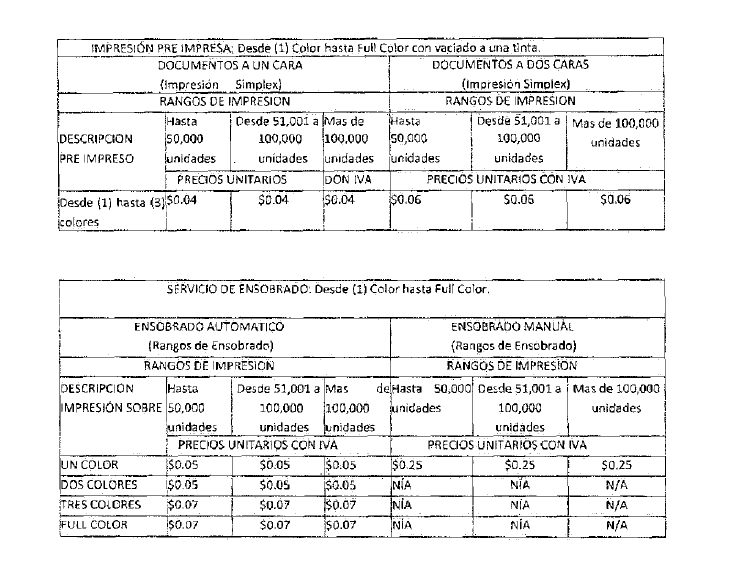 IMPRESIÓN PRE IMPRESA: Desde (1) Color hasta Full Color con vaciado a una tinta.
DOCUMENTOS A UN CARA DOCUMENTOS A DOS CARAS
(Impresión Simplex) (Impresión Simplex)
RANGOS DE IMPRESION RANGOS DE IMPRESION
Hasta Desde 51,001 a Mas de Hasta Desde 51,001 a Mas de 100,000
DESCRIPCION 50,000 100,000 100,000 50,000 100,000 unidades
PRE IMPRESO unidades unidades unidades unidades unidades
PRECIOS UNITARIOS DON IVA PRECIOS UNITARIOS CON IVA
Desde (1) hasta (3) $0.04 $0.04 $0.04 $0.06 $0.06 $0.06
colores
SERVICIO DE ENSOBRADO: Desde (1) Color hasta Full Color.
ENSOBRADO AUTOMATICO ENSOBRADO MANUAL
(Rangos de Ensobrado) (Rangos de Ensobrado)
RANGOS DE IMPRESION RANGOS DE IMPRESION
DESCRIPCION Hasta Desde 51,001 a Mas de Hasta 50,000 Desde 51,001 a Mas de 100,000
IMPRESIÓN SOBRE 50,000 100,000 100,000 unidades 100,000 unidades
unidades unidades unidades unidades
PRECIOS UNITARIOS CON IVA PRECIOS UNITARIOS CON IVA
UN COLOR $0.05 $0.05 $0.05 $0.25 $0.25 $0.25
DOS COLORES $0.05 $0.05 $0.05 N/A N/A N/A
TRES COLORES $0.07 $0.07 $0.07 N/A N/A N/A
FULL COLOR $0.07 $0.07 $0.07 N/A N/A N/A